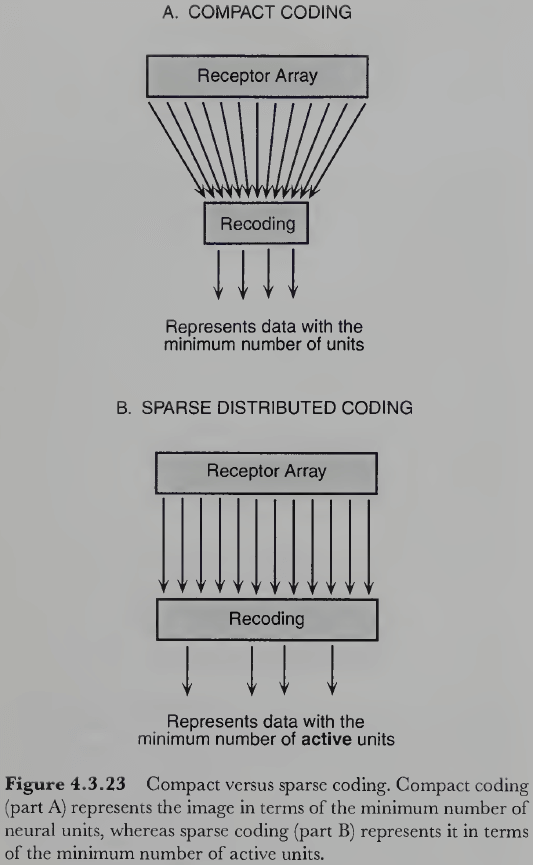 A. COMPACT CODING
Receptor Array
Recoding
Represents data with the
minimum number of units
B. SPARSE DISTRIBUTED CODING
Receptor Array
Recoding
Represents data with the
minimum number of active units
Figure 4.3.23 Compact versus sparse coding. Compact coding
(part A) represents the image in terms of the minimum number of
neural units, whereas sparse coding (part B) represents it in terms
of the minimum number of active units.